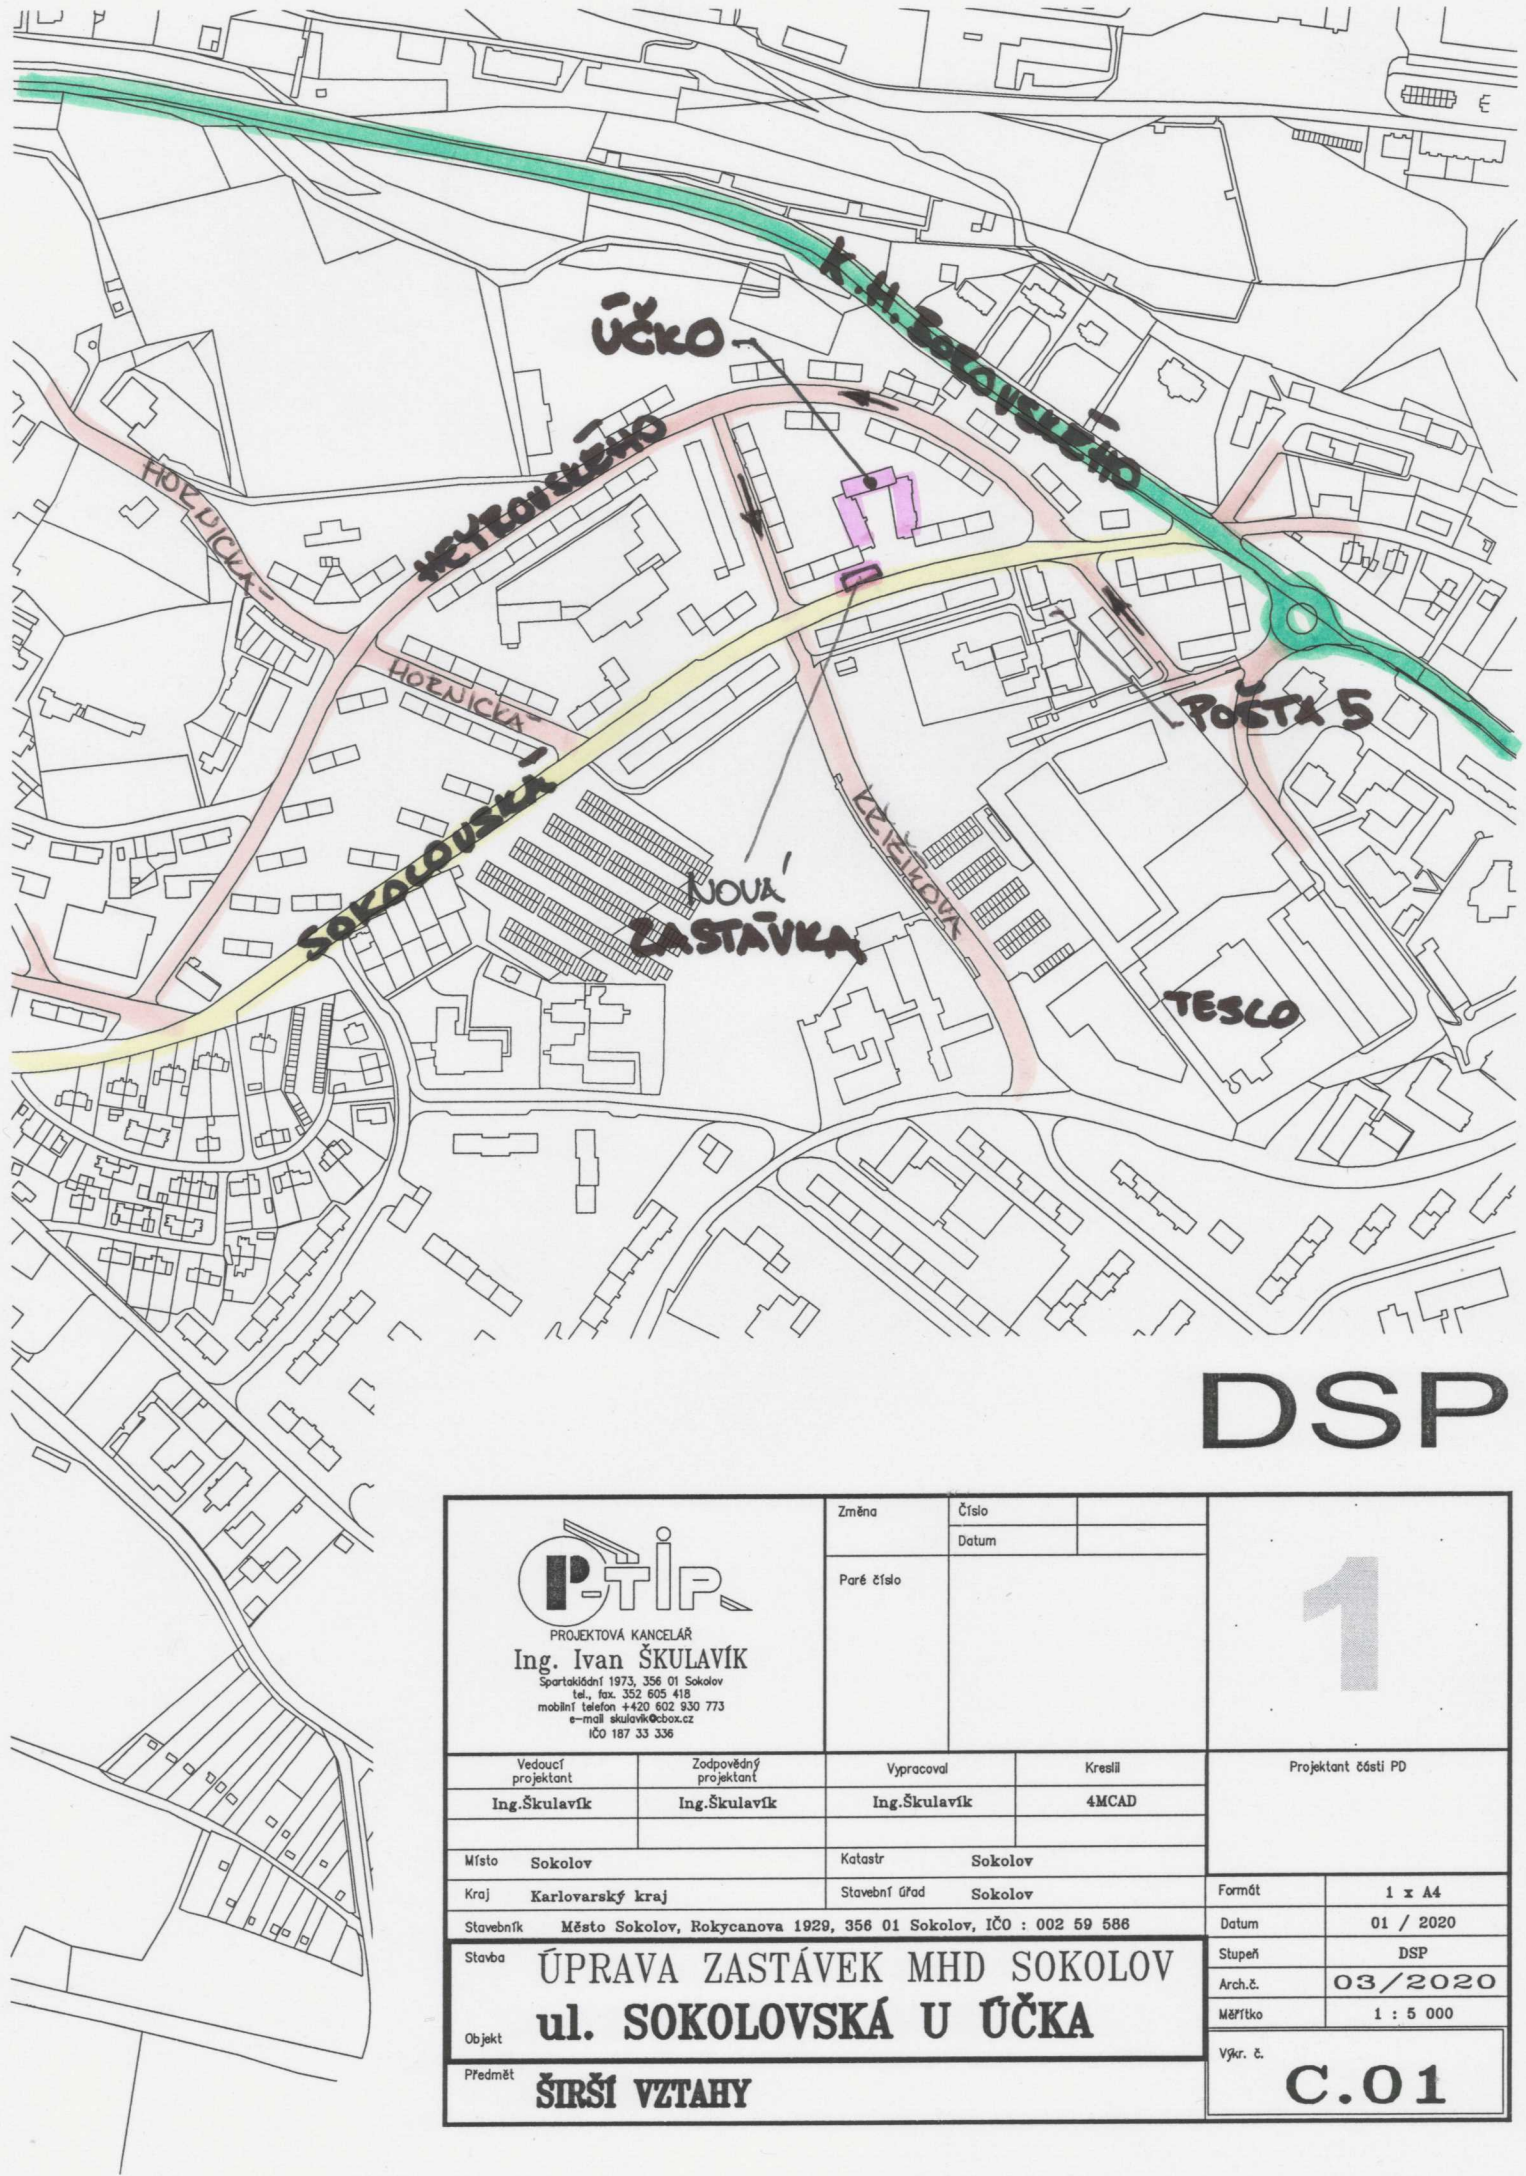 K.H. BOROVSKÉHO
ÚČKO
HEYROVSKÉHO
HORNICKÁ
HORNICKÁ
POŠTA 5
SOKOLOVSKÁ
KŘIŽÍKOVA
NOVÁ
ZASTÁVKA
TESCO
DSP
P-TIP
PROJEKTOVÁ KANCELÁŘ
Ing. Ivan ŠKULAVÍK
Spartakiádní 1973, 356 01 Sokolov
tel., fax. 352 605 418
mobilní telefon +420 602 930 773
e-mail skulavik@cbox.cz
IČO 187 33 336
Změna
Číslo
Datum
Paré číslo
1
Vedoucí projektant
Zodpovědný projektant
Vypracoval
Kreslil
Projektant části PD
Ing.Škulavík
Ing.Škulavík
Ing.Škulavík
4MCAD
Místo Sokolov
Katastr Sokolov
Kraj Karlovarský kraj
Stavební úřad Sokolov
Formát 1 x A4
Stavebník Město Sokolov, Rokycanova 1929, 356 01 Sokolov, IČO : 002 59 586
Datum 01 / 2020
Stavba ÚPRAVA ZASTÁVEK MHD SOKOLOV
Stupeň DSP
Arch.č. 03/2020
Objekt ul. SOKOLOVSKÁ U ÚČKA
Měřítko 1 : 5 000
Předmět ŠIRŠÍ VZTAHY
Výkr. č. C.01